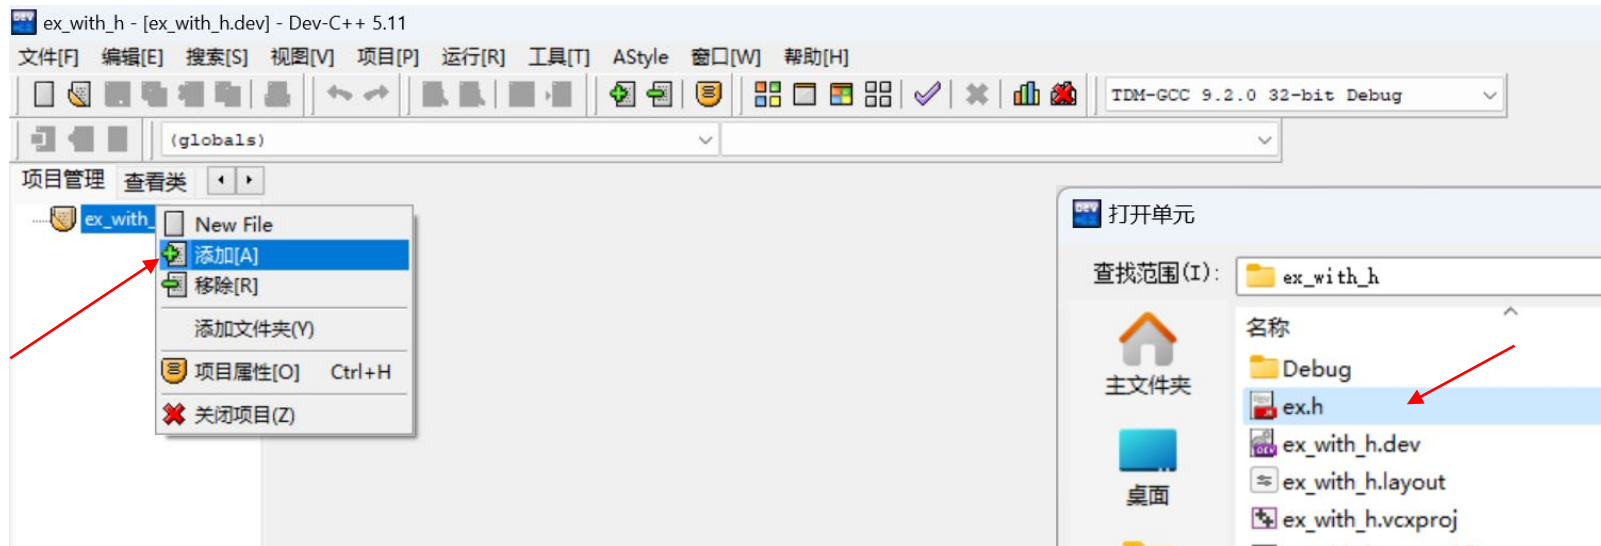 ex_with_h - [ex_with_h.dev] - Dev-C++ 5.11
文件[F] 编辑[E] 搜索[S] 视图[V] 项目[P] 运行[R] 工具[T] AStyle 窗口[W] 帮助[H]
TDM-GCC 9.2.0 32-bit Debug
(globals)
项目管理 查看类
ex_with_
New File
添加[A]
移除[R]
添加文件夹(Y)
项目属性[O] Ctrl+H
关闭项目(Z)
打开单元
查找范围(I): ex_with_h
主文件夹
桌面
名称
Debug
ex.h
ex_with_h.dev
ex_with_h.layout
ex_with_h.vcxproj